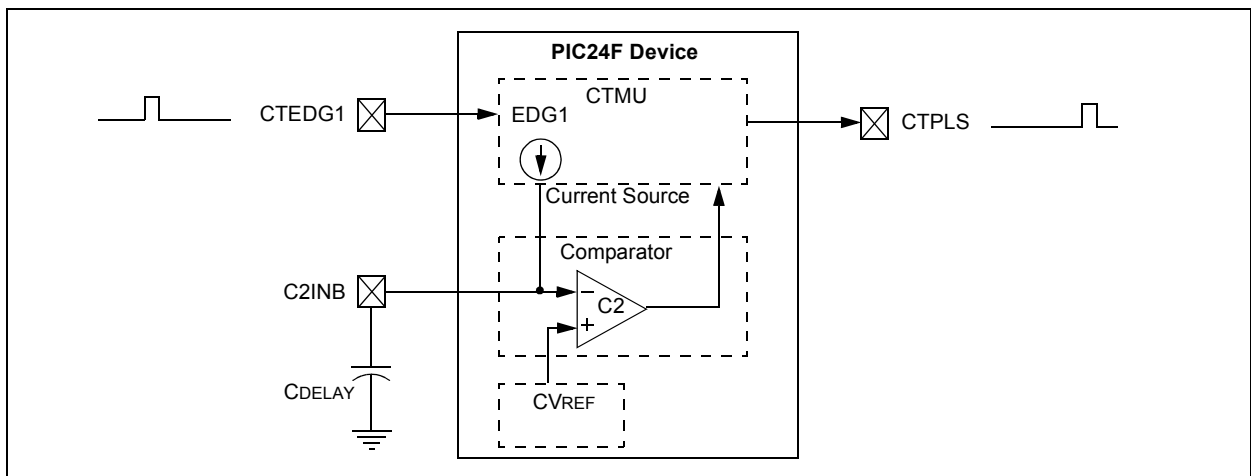 PIC24F Device
CTMU
CTEDG1
EDG1
CTPLS
Current Source
Comparator
C2INB
−
C2
+
CDELAY
CVREF